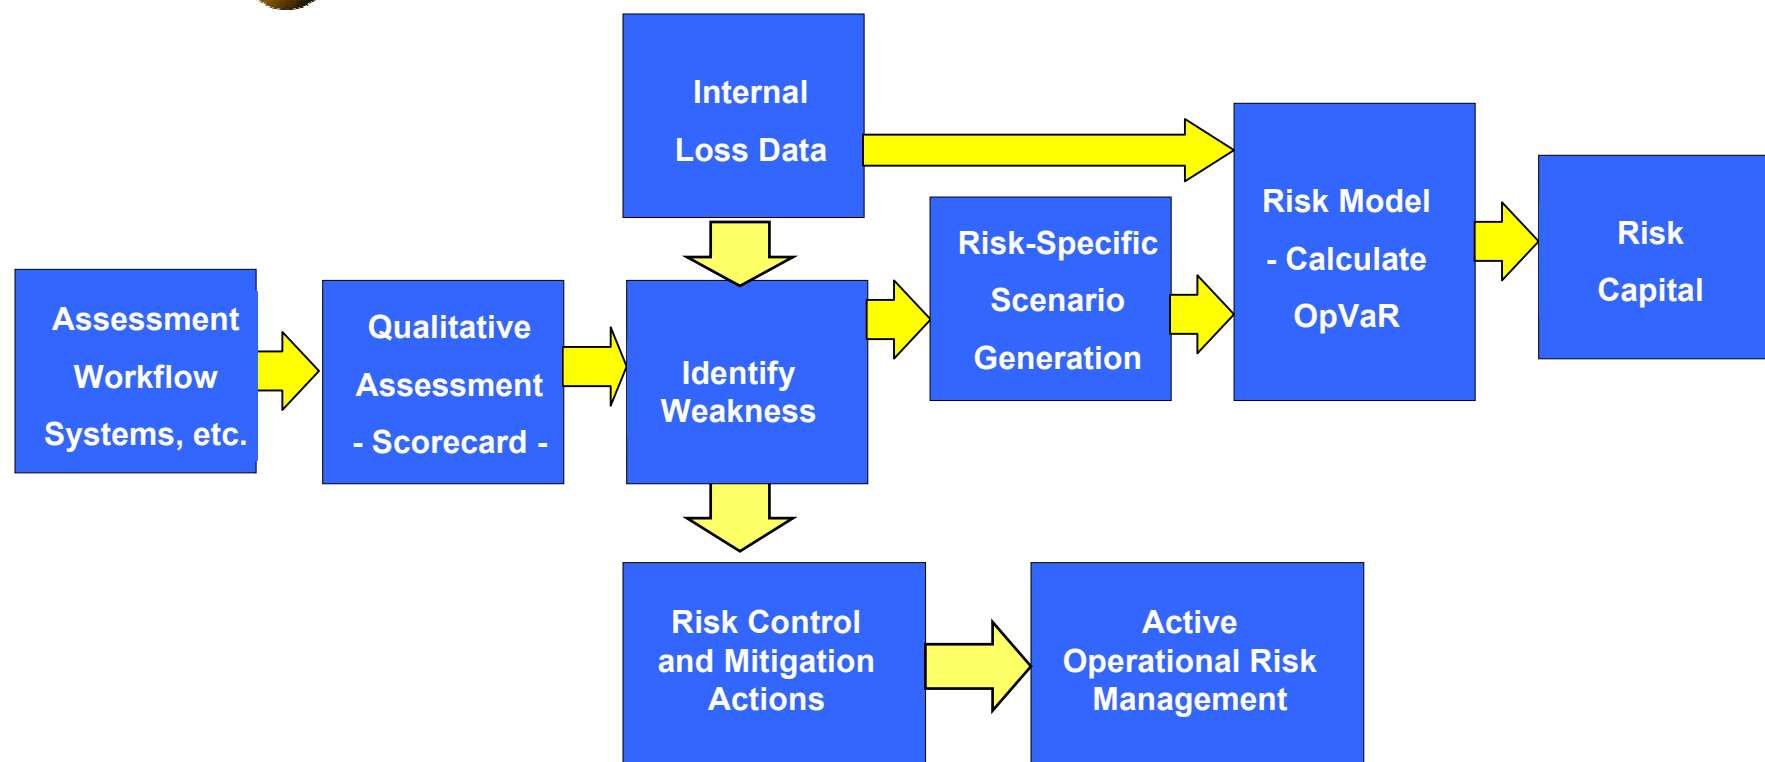 Internal
Loss Data
Assessment
Workflow
Systems, etc.
Qualitative
Assessment
- Scorecard -
Identify
Weakness
Risk-Specific
Scenario
Generation
Risk Model
- Calculate
OpVaR
Risk
Capital
Risk Control
and Mitigation
Actions
Active
Operational Risk
Management